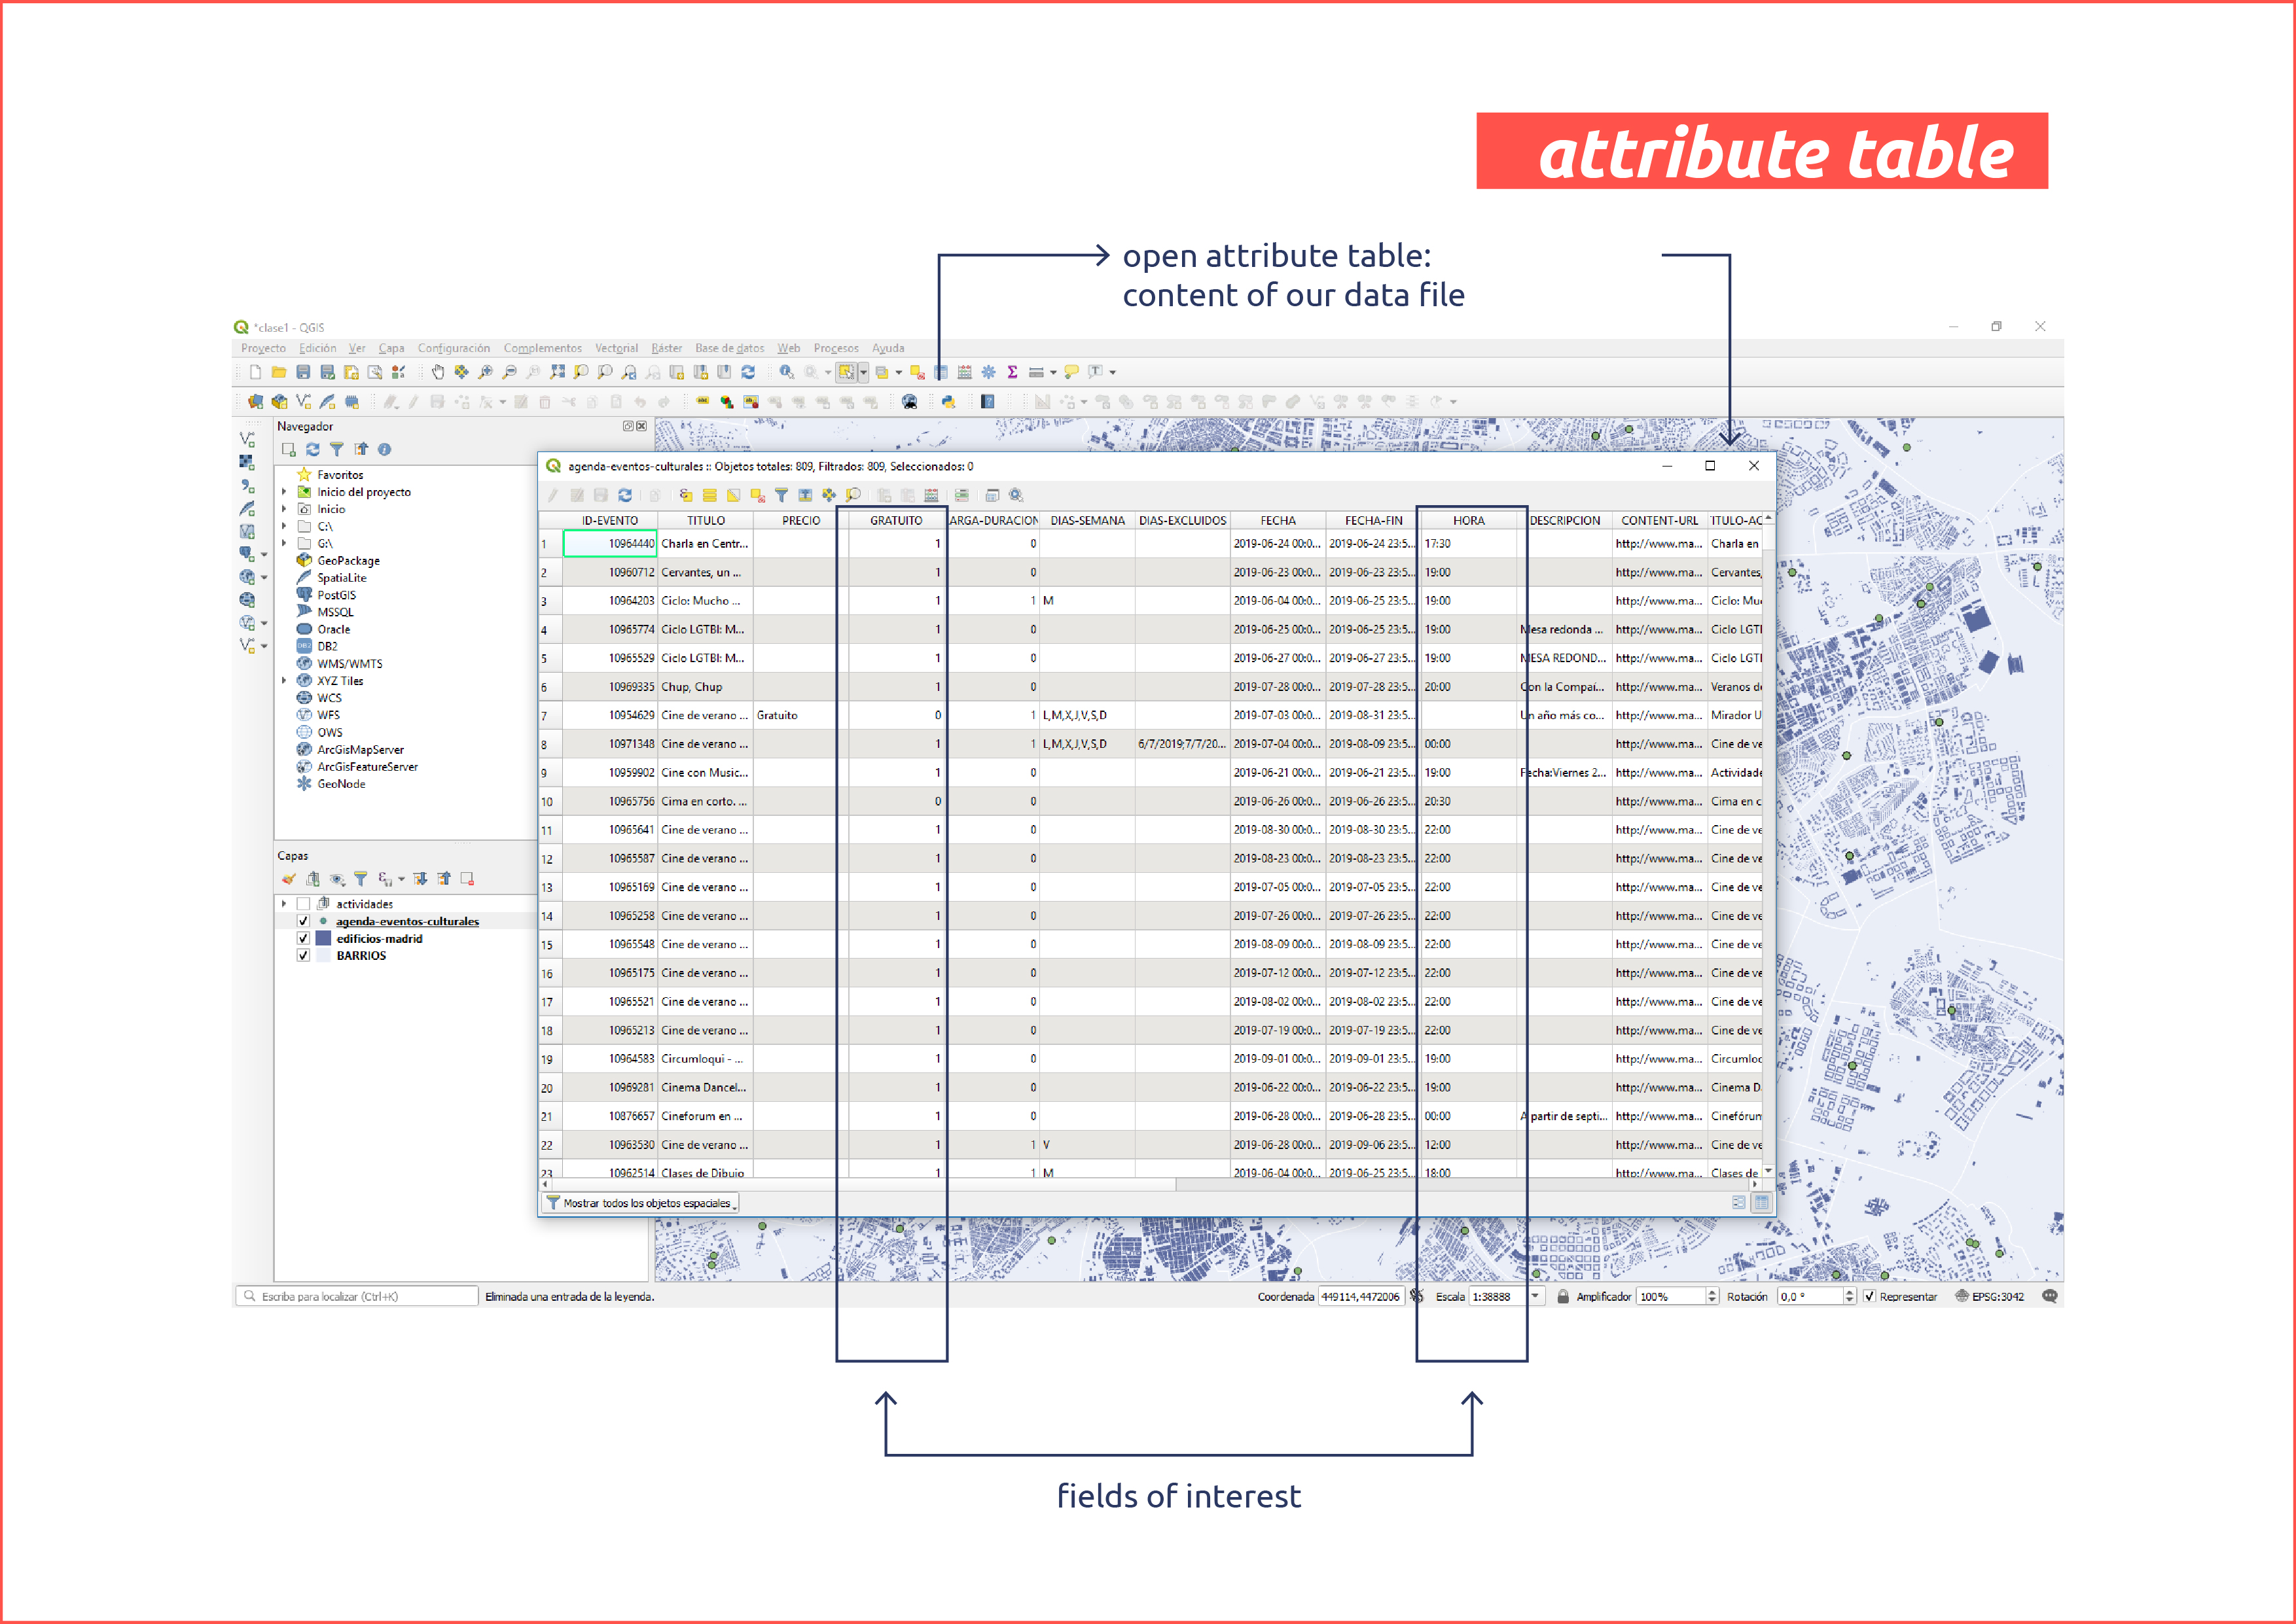 attribute table
open attribute table:
content of our data file
*clase1 - QGIS
Proyecto Edición Ver Capa Configuración Complementos Vectorial Ráster Base de datos Web Procesos Ayuda
Navegador
Favoritos
Inicio del proyecto
Inicio
C:\
G:\
GeoPackage
SpatiaLite
PostGIS
MSSQL
Oracle
DB2
WMS/WMTS
XYZ Tiles
WCS
WFS
OWS
ArcGisMapServer
ArcGisFeatureServer
GeoNode
Capas
actividades
agenda-eventos-culturales
edificios-madrid
BARRIOS
agenda-eventos-culturales :: Objetos totales: 809, Filtrados: 809, Seleccionados: 0
ID-EVENTO TITULO PRECIO GRATUITO ARGA-DURACION DIAS-SEMANA DIAS-EXCLUIDOS FECHA FECHA-FIN HORA DESCRIPCION CONTENT-URL TITULO-AC
1 10964440 Charla en Centr... 1 0 2019-06-24 00:0... 2019-06-24 23:5... 17:30 http://www.ma... Charla en
2 10960712 Cervantes, un ... 1 0 2019-06-23 00:0... 2019-06-23 23:5... 19:00 http://www.ma... Cervantes,
3 10964203 Ciclo: Mucho ... 1 1 M 2019-06-04 00:0... 2019-06-25 23:5... 19:00 http://www.ma... Ciclo: Mu
4 10965774 Ciclo LGTBI: M... 1 0 2019-06-25 00:0... 2019-06-25 23:5... 19:00 Mesa redonda ... http://www.ma... Ciclo LGTI
5 10965529 Ciclo LGTBI: M... 1 0 2019-06-27 00:0... 2019-06-27 23:5... 19:00 MESA REDOND... http://www.ma... Ciclo LGTI
6 10969335 Chup, Chup 1 0 2019-07-28 00:0... 2019-07-28 23:5... 20:00 Con la Compañ... http://www.ma... Veranos d
7 10954629 Cine de verano ... Gratuito 0 1 L,M,X,J,V,S,D 2019-07-03 00:0... 2019-08-31 23:5... Un año más co... http://www.ma... Mirador U
8 10971348 Cine de verano ... 1 1 L,M,X,J,V,S,D 6/7/2019;7/7/20... 2019-07-04 00:0... 2019-08-09 23:5... 00:00 http://www.ma... Cine de ve
9 10959902 Cine con Music... 1 0 2019-06-21 00:0... 2019-06-21 23:5... 19:00 Fecha:Viernes 2... http://www.ma... Actividade
10 10965756 Cima en corto. ... 0 0 2019-06-26 00:0... 2019-06-26 23:5... 20:30 http://www.ma... Cima en c
11 10965641 Cine de verano ... 1 0 2019-08-30 00:0... 2019-08-30 23:5... 22:00 http://www.ma... Cine de ve
12 10965587 Cine de verano ... 1 0 2019-08-23 00:0... 2019-08-23 23:5... 22:00 http://www.ma... Cine de ve
13 10965169 Cine de verano ... 1 0 2019-07-05 00:0... 2019-07-05 23:5... 22:00 http://www.ma... Cine de ve
14 10965258 Cine de verano ... 1 0 2019-07-26 00:0... 2019-07-26 23:5... 22:00 http://www.ma... Cine de ve
15 10965548 Cine de verano ... 1 0 2019-08-09 00:0... 2019-08-09 23:5... 22:00 http://www.ma... Cine de ve
16 10965175 Cine de verano ... 1 0 2019-07-12 00:0... 2019-07-12 23:5... 22:00 http://www.ma... Cine de ve
17 10965521 Cine de verano ... 1 0 2019-08-02 00:0... 2019-08-02 23:5... 22:00 http://www.ma... Cine de ve
18 10965213 Cine de verano ... 1 0 2019-07-19 00:0... 2019-07-19 23:5... 22:00 http://www.ma... Cine de ve
19 10964583 Circumloqui - ... 1 0 2019-09-01 00:0... 2019-09-01 23:5... 19:00 http://www.ma... Circumloc
20 10969281 Cinema Dancel... 1 0 2019-06-22 00:0... 2019-06-22 23:5... 19:00 http://www.ma... Cinema D
21 10876657 Cineforum en ... 1 0 2019-06-28 00:0... 2019-06-28 23:5... 00:00 A partir de septi... http://www.ma... Cinefórun
22 10963530 Cine de verano ... 1 1 V 2019-06-28 00:0... 2019-09-06 23:5... 12:00 http://www.ma... Cine de ve
23 10962514 Clases de Dibujo 1 1 M 2019-06-04 00:0... 2019-06-25 23:5... 18:00 http://www.ma... Clases de
Mostrar todos los objetos espaciales
Escriba para localizar (Ctrl+K) Eliminada una entrada de la leyenda. Coordenada 449114,4472006 Escala 1:38888 Amplificador 100% Rotación 0,0 ° Representar EPSG:3042
fields of interest